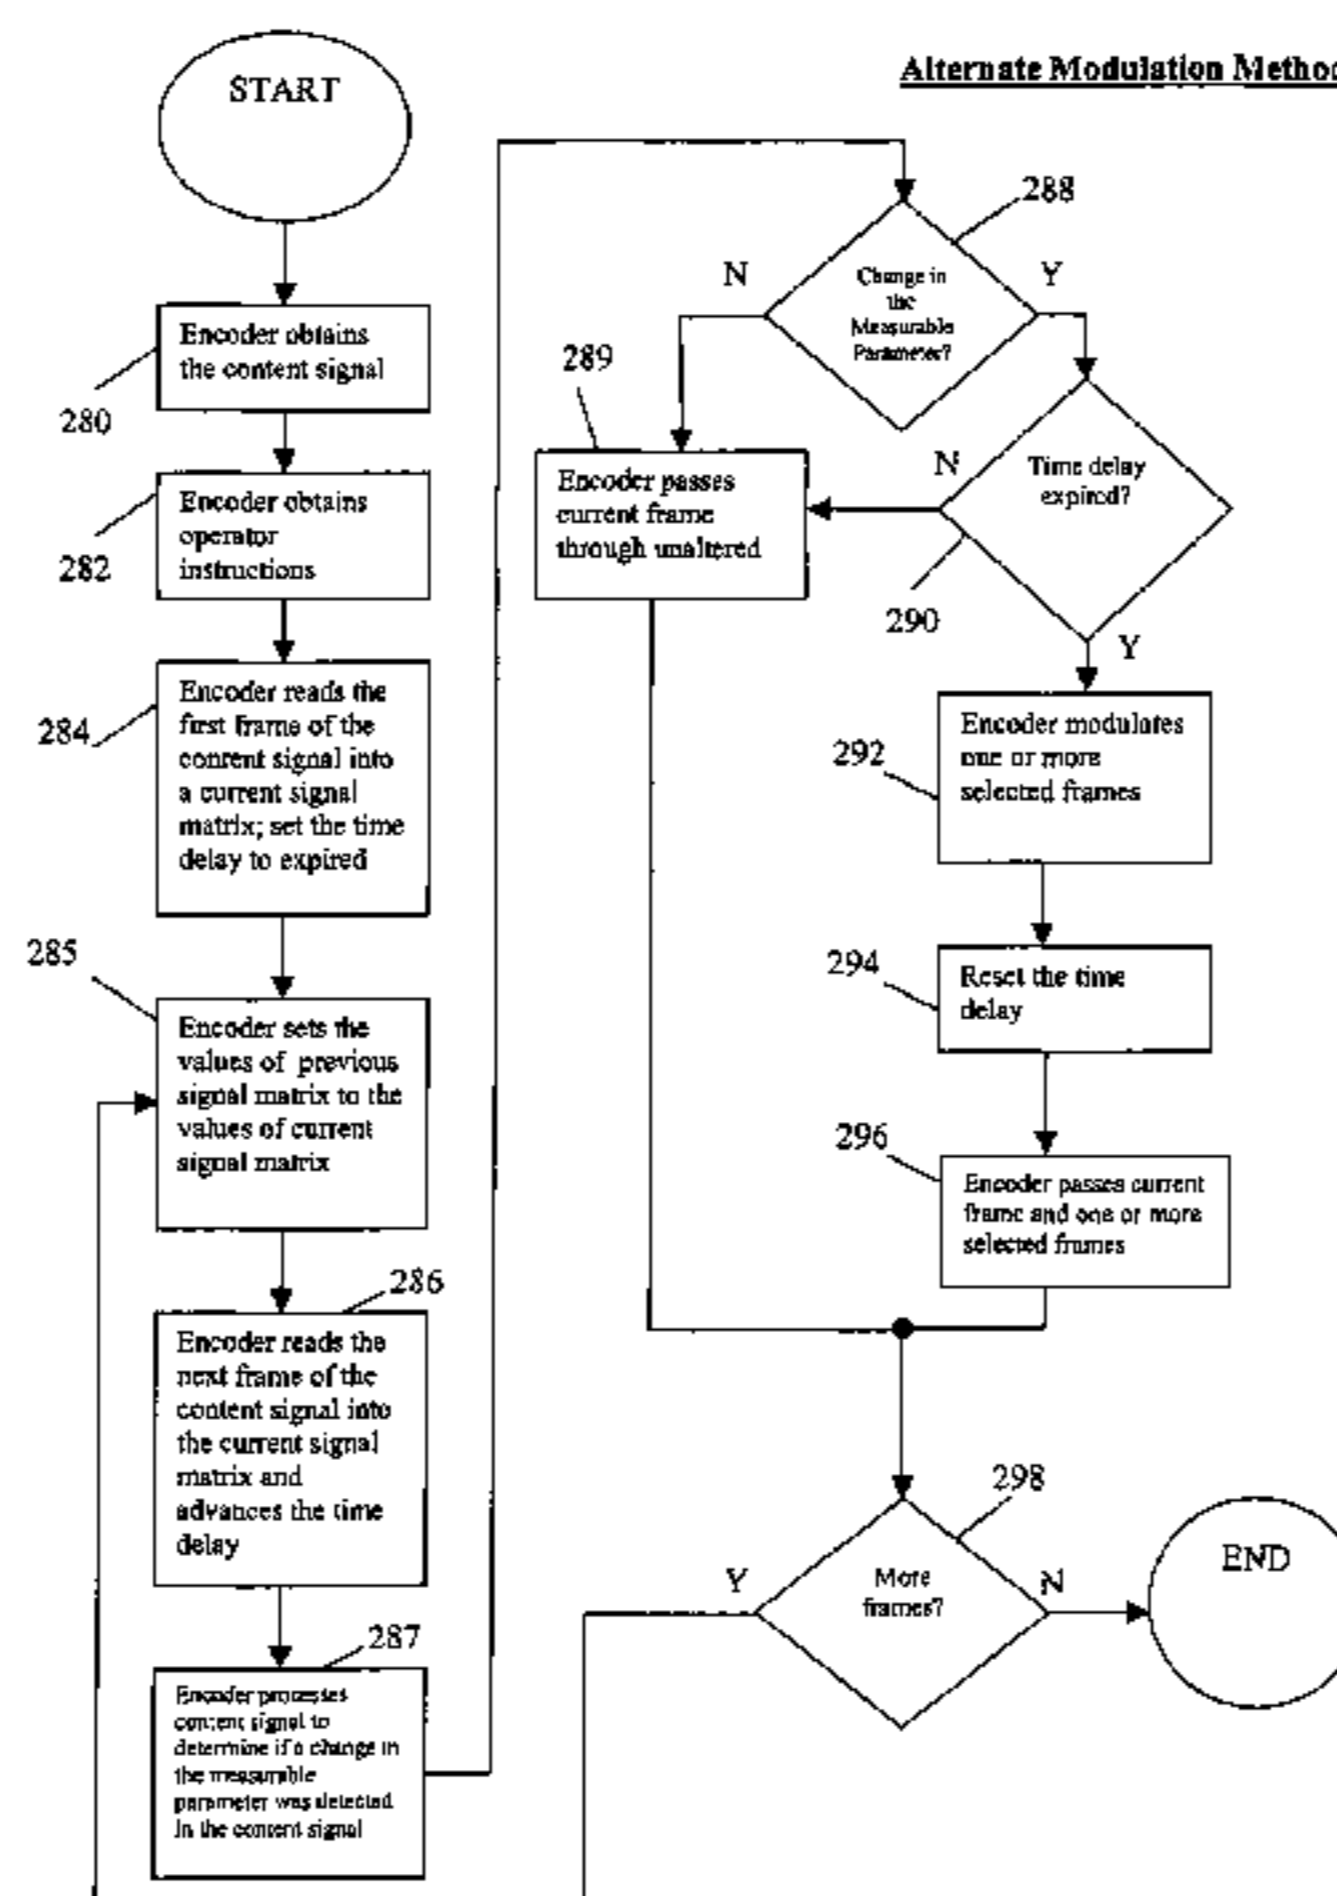 Alternate Modulation Method
START
280
Encoder obtains
the content signal
282
Encoder obtains
operator
instructions
284
Encoder reads the
first frame of the
content signal into
a current signal
matrix; set the time
delay to expired
285
Encoder sets the
values of previous
signal matrix to the
values of current
signal matrix
286
Encoder reads the
next frame of the
content signal into
the current signal
matrix and
advances the time
delay
287
Encoder processes
content signal to
determine if a change in
the measurable
parameter was detected
In the content signal
288
N
Y
Change in
the
Measurable
Parameter?
289
Encoder passes
current frame
through unaltered
N
Time delay
expired?
290
Y
292
Encoder modulates
one or more
selected frames
294
Reset the time
delay
296
Encoder passes current
frame and one or more
selected frames
298
Y
More
frames?
N
END